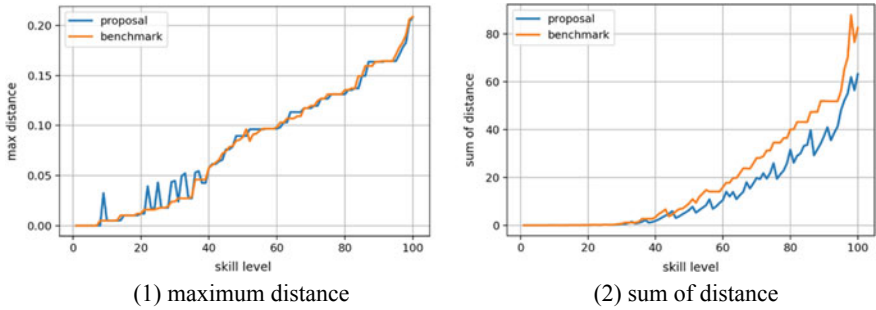 proposal
benchmark
max distance
0.20
0.15
0.10
0.05
0.00
0 20 40 60 80 100
skill level
(1) maximum distance
proposal
benchmark
sum of distance
80
60
40
20
0
0 20 40 60 80 100
skill level
(2) sum of distance